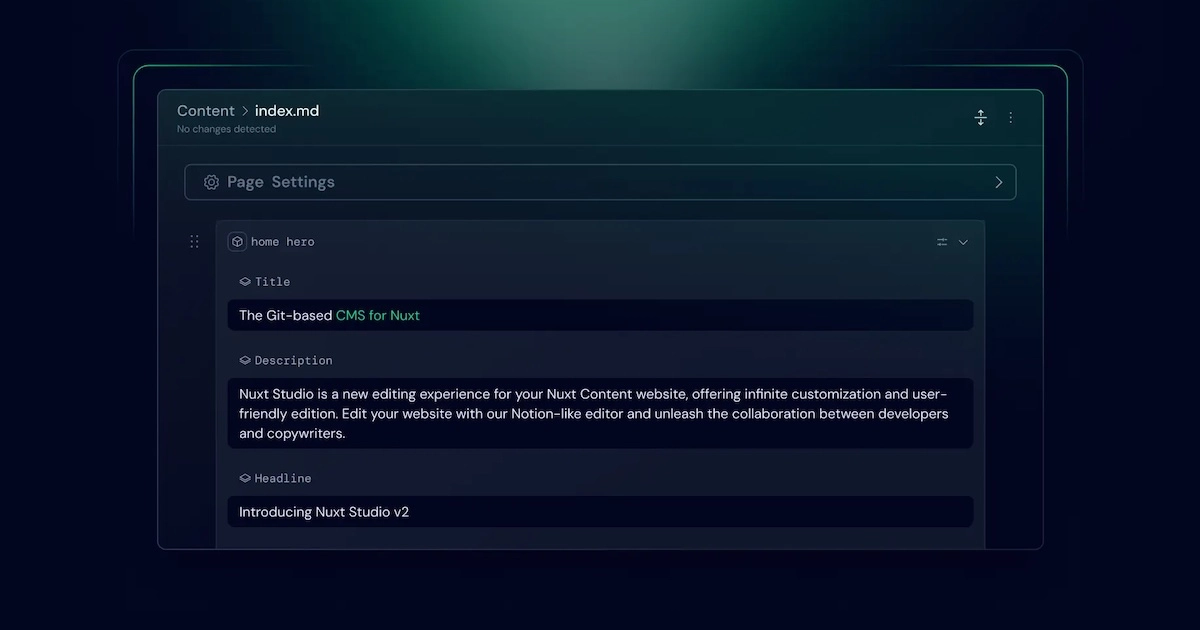 Content > index.md
No changes detected
Page Settings
home hero
Title
The Git-based CMS for Nuxt
Description
Nuxt Studio is a new editing experience for your Nuxt Content website, offering infinite customization and user-
friendly edition. Edit your website with our Notion-like editor and unleash the collaboration between developers
and copywriters.
Headline
Introducing Nuxt Studio v2